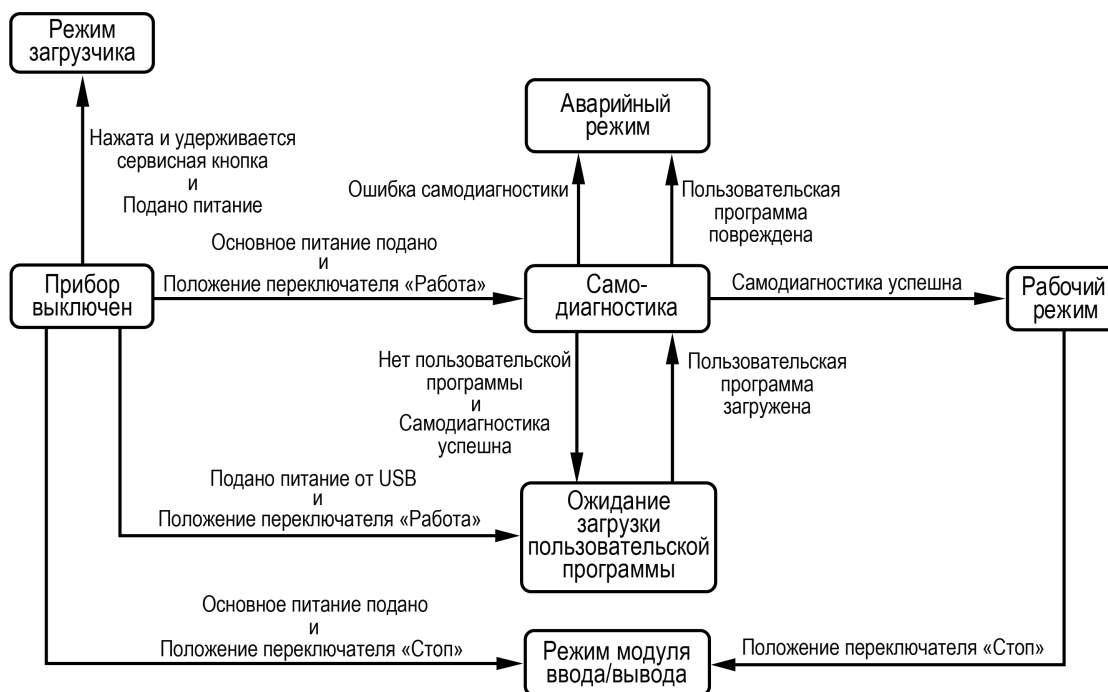 Режим
загрузчика
Нажата и удерживается
сервисная кнопка
и
Подано питание
Аварийный
режим
Ошибка самодиагностики
Пользовательская
программа
повреждена
Основное питание подано
и
Положение переключателя «Работа»
Прибор
выключен
Само-
диагностика
Самодиагностика успешна
Рабочий
режим
Нет пользовательской
программы
и
Самодиагностика
успешна
Пользовательская
программа
загружена
Подано питание от USB
и
Положение переключателя «Работа»
Ожидание
загрузки
пользовательской
программы
Основное питание подано
и
Положение переключателя «Стоп»
Режим модуля
ввода/вывода
Положение переключателя «Стоп»